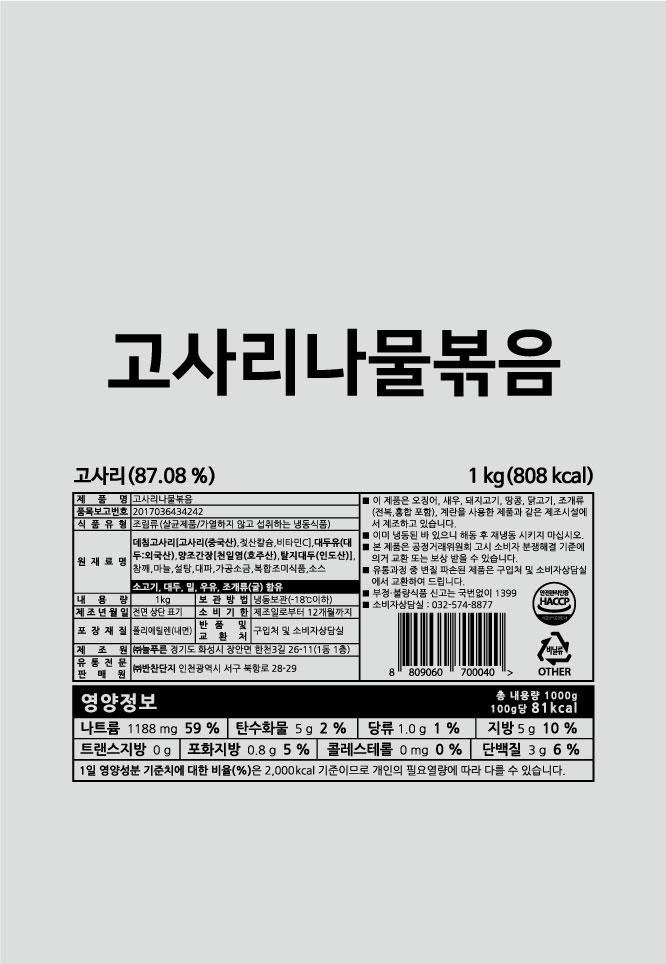 고사리나물볶음
고사리(87.08 %)
1 kg(808 kcal)
제 품 명 고사리나물볶음
품목보고번호 2017036434242
식 품 유 형 조림류(살균제품/가열하지 않고 섭취하는 냉동식품)
원 재 료 명 데침고사리[고사리(중국산),젖산칼슘,비타민C],대두유(대
두:외국산),양조간장[천일염(호주산),탈지대두(인도산)],
참깨,마늘,설탕,대파,가공소금,복합조미식품,소스
소고기, 대두, 밀, 우유, 조개류(굴) 함유
내 용 량 1kg 보 관 방 법 냉동보관(-18℃이하)
제조년월일 전면 상단 표기 소 비 기 한 제조일로부터 12개월까지
포 장 재 질 폴리에틸렌(내면) 반 품 및
교 환 처 구입처 및 소비자상담실
제 조 원 ㈜늘푸른 경기도 화성시 장안면 한천3길 26-11(1동 1층)
유 통 전 문
판 매 원 ㈜반찬단지 인천광역시 서구 북항로 28-29
■ 이 제품은 오징어, 새우, 돼지고기, 땅콩, 닭고기, 조개류
(전복,홍합 포함), 계란을 사용한 제품과 같은 제조시설에
서 제조하고 있습니다.
■ 이미 냉동된 바 있으니 해동 후 재냉동 시키지 마십시오.
■ 본 제품은 공정거래위원회 고시 소비자 분쟁해결 기준에
의거 교환 또는 보상 받을 수 있습니다.
■ 유통과정 중 변질 파손된 제품은 구입처 및 소비자상담실
에서 교환하여 드립니다.
■ 부정·불량식품 신고는 국번없이 1399
■ 소비자상담실 : 032-574-8877
8 809060 700040 >
안전관리인증
HACCP
비닐류
OTHER
영양정보
총 내용량 1000g
100g당 81kcal
나트륨 1188 mg 59 % 탄수화물 5 g 2 % 당류 1.0 g 1 % 지방 5 g 10 %
트랜스지방 0 g 포화지방 0.8 g 5 % 콜레스테롤 0 mg 0 % 단백질 3 g 6 %
1일 영양성분 기준치에 대한 비율(%)은 2,000kcal 기준이므로 개인의 필요열량에 따라 다를 수 있습니다.